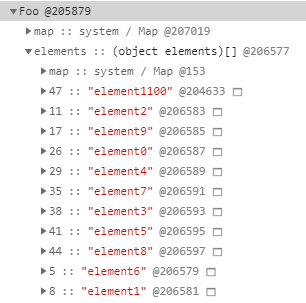 Foo @205879
map :: system / Map @207019
elements :: (object elements)[] @206577
map :: system / Map @153
47 :: "element1100" @204633
11 :: "element2" @206583
17 :: "element9" @206585
26 :: "element0" @206587
29 :: "element4" @206589
35 :: "element7" @206591
38 :: "element3" @206593
41 :: "element5" @206595
44 :: "element8" @206597
5 :: "element6" @206579
8 :: "element1" @206581